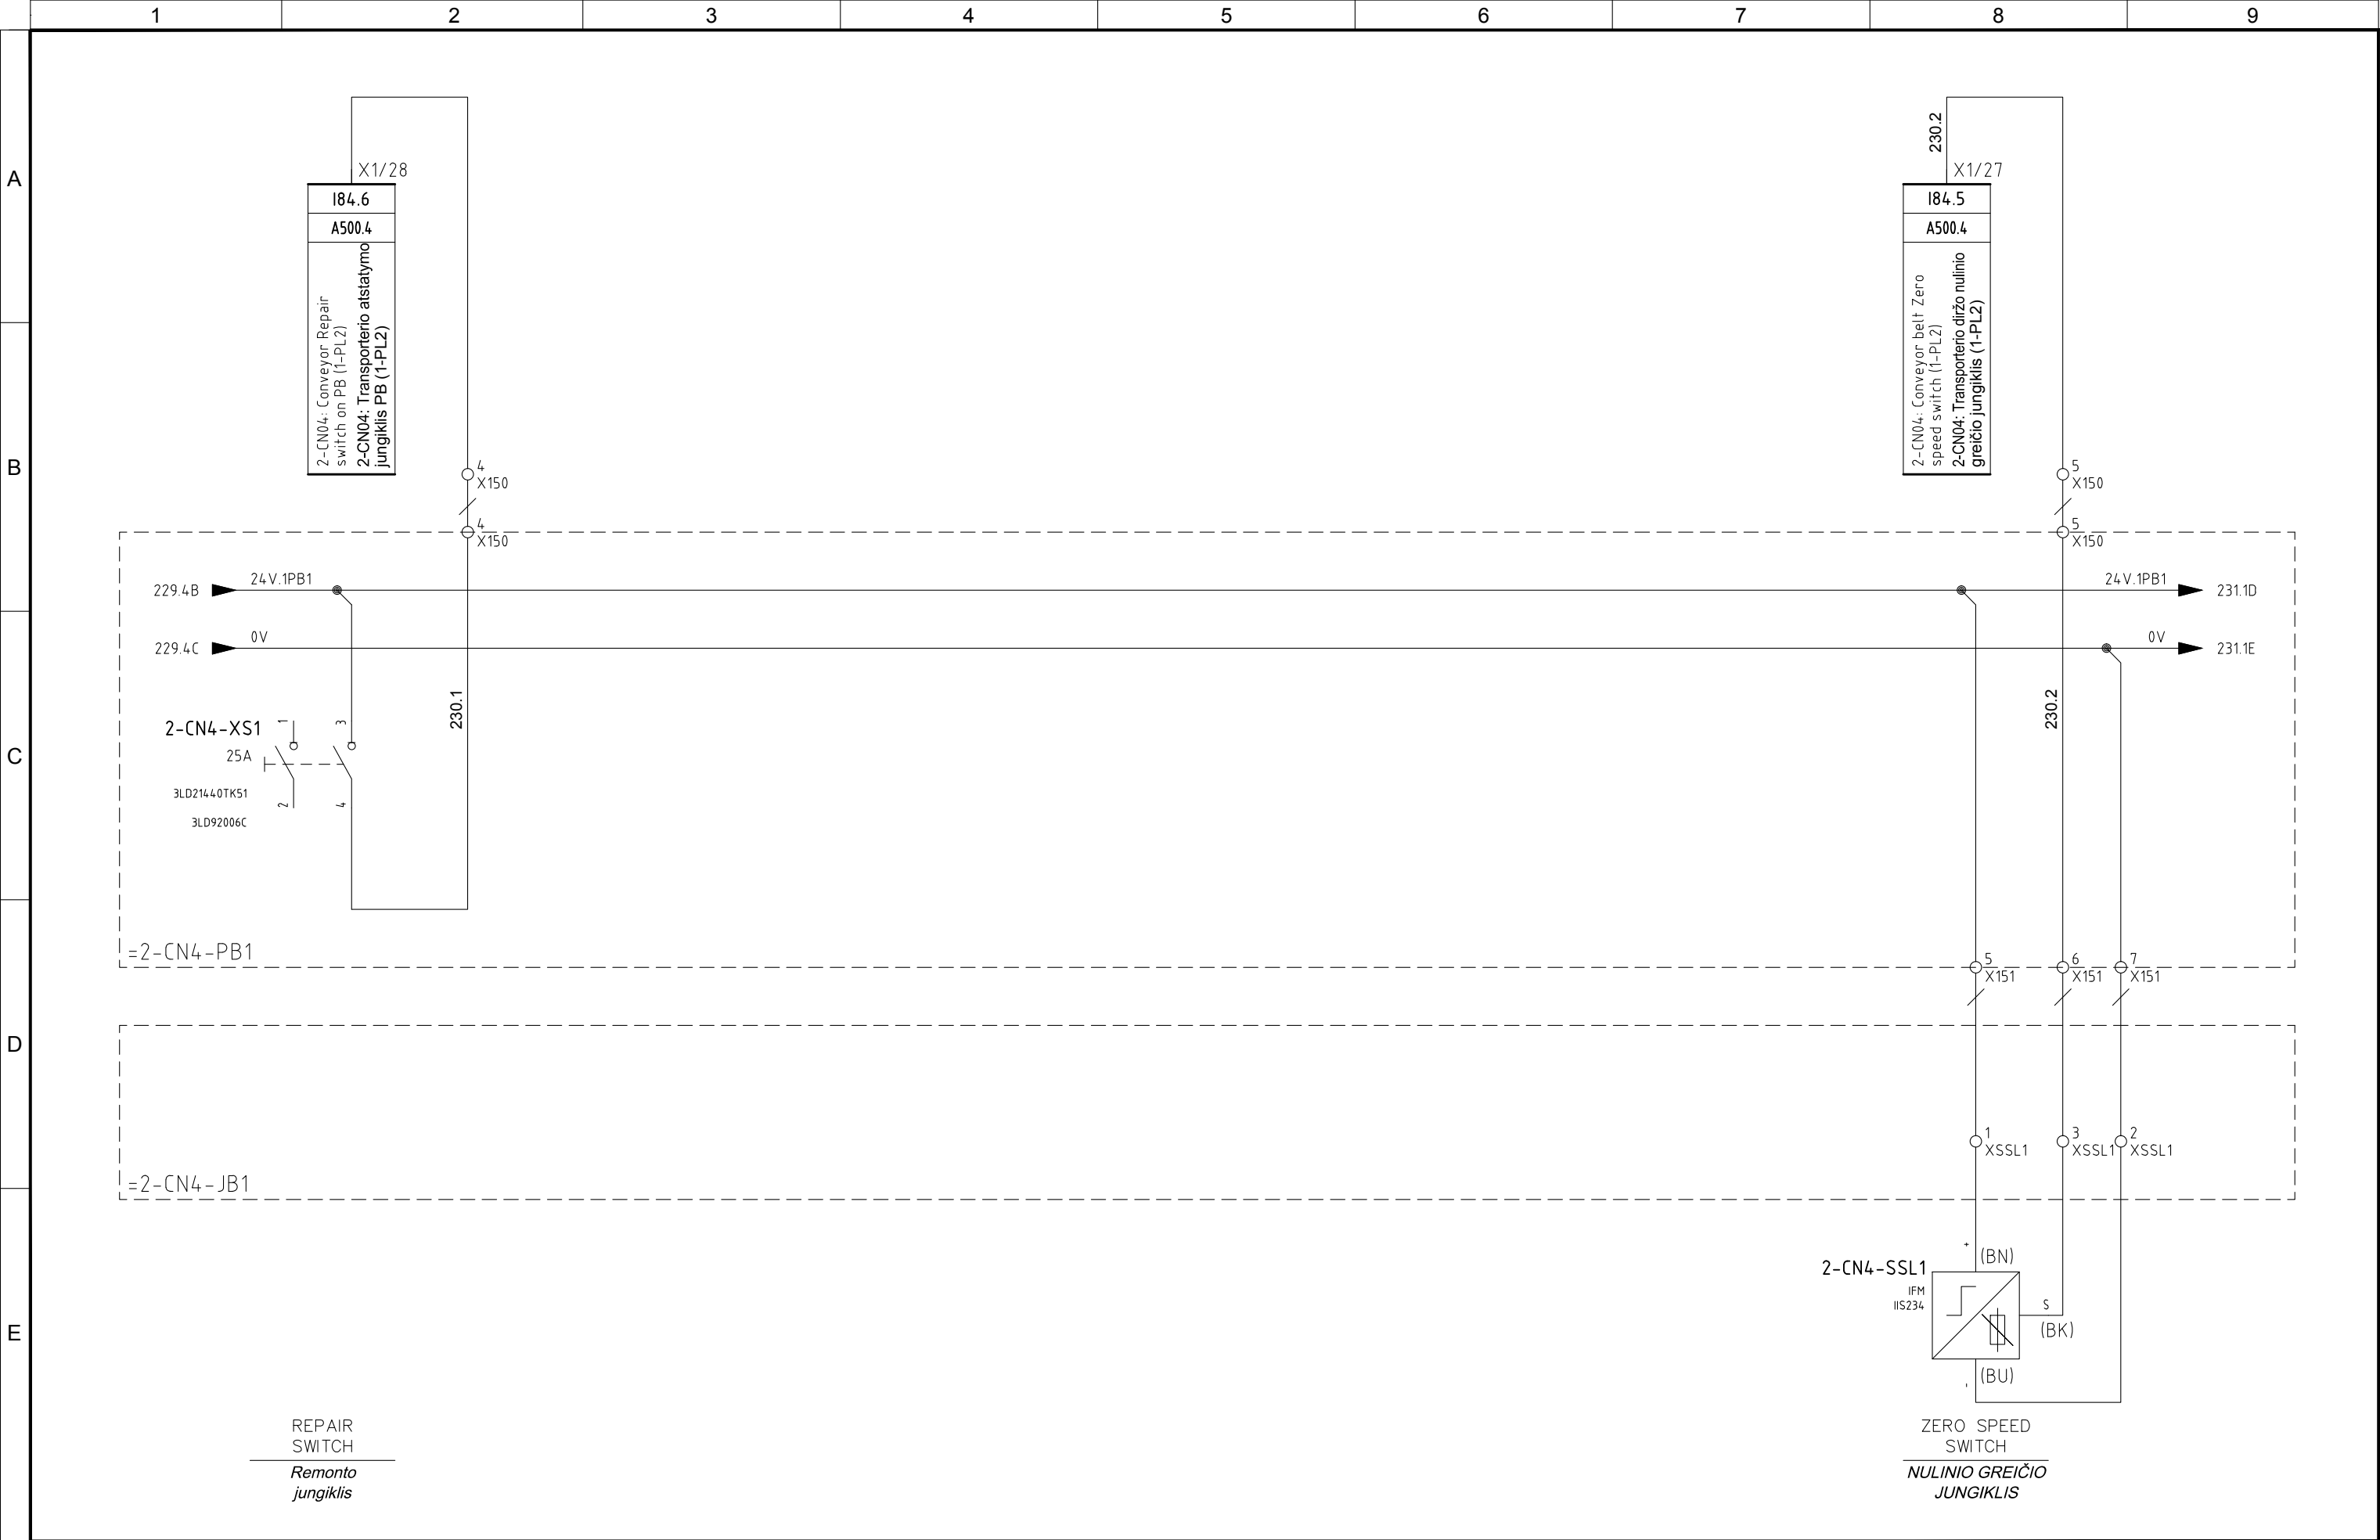 1 2 3 4 5 6 7 8 9
A
B
C
D
E
X1/28
I84.6
A500.4
2-CN04: Conveyor Repair
switch on PB (1-PL2)
2-CN04: Transporterio atstatymo
jungiklis PB (1-PL2)
4
X150
4
X150
230.2
X1/27
I84.5
A500.4
2-CN04: Conveyor belt Zero
speed switch (1-PL2)
2-CN04: Transporterio diržo nulinio
greičio jungiklis (1-PL2)
5
X150
5
X150
229.4B
24V.1PB1
24V.1PB1
231.1D
229.4C
0V
0V
231.1E
230.1
230.2
2-CN4-XS1
25A
3LD21440TK51
3LD92006C
1
2
3
4
=2-CN4-PB1
5
X151
6
X151
7
X151
=2-CN4-JB1
1
XSSL1
3
XSSL1
2
XSSL1
2-CN4-SSL1
IFM
IIS234
+
(BN)
S
(BK)
-
(BU)
REPAIR
SWITCH
Remonto
jungiklis
ZERO SPEED
SWITCH
NULINIO GREIČIO
JUNGIKLIS